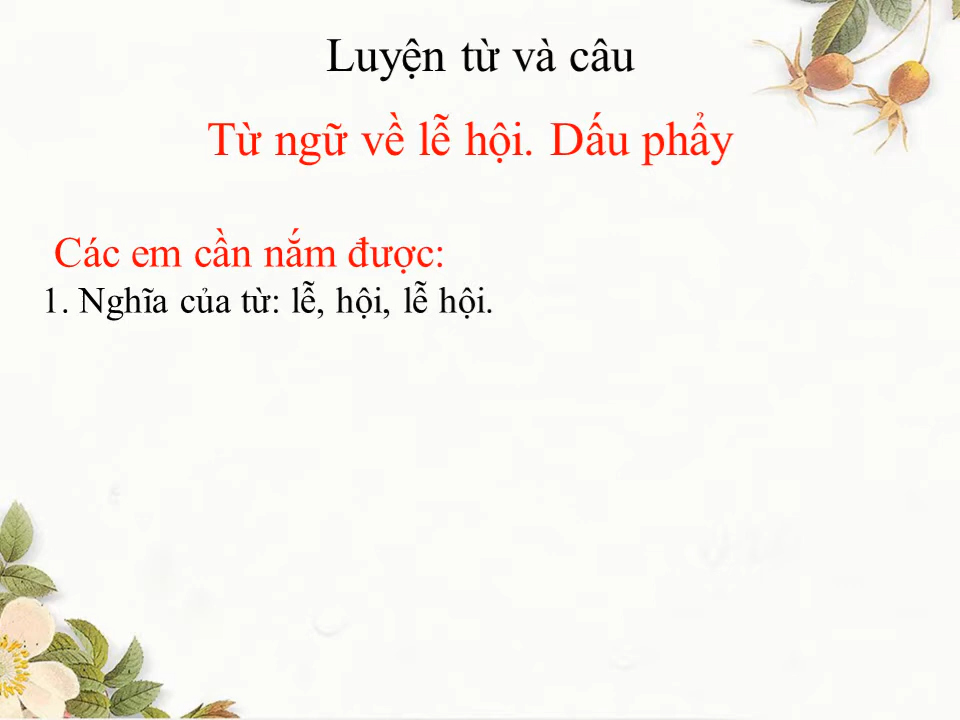 Luyện từ và câu
Từ ngữ về lễ hội. Dấu phẩy
Các em cần nắm được:
1. Nghĩa của từ: lễ, hội, lễ hội.